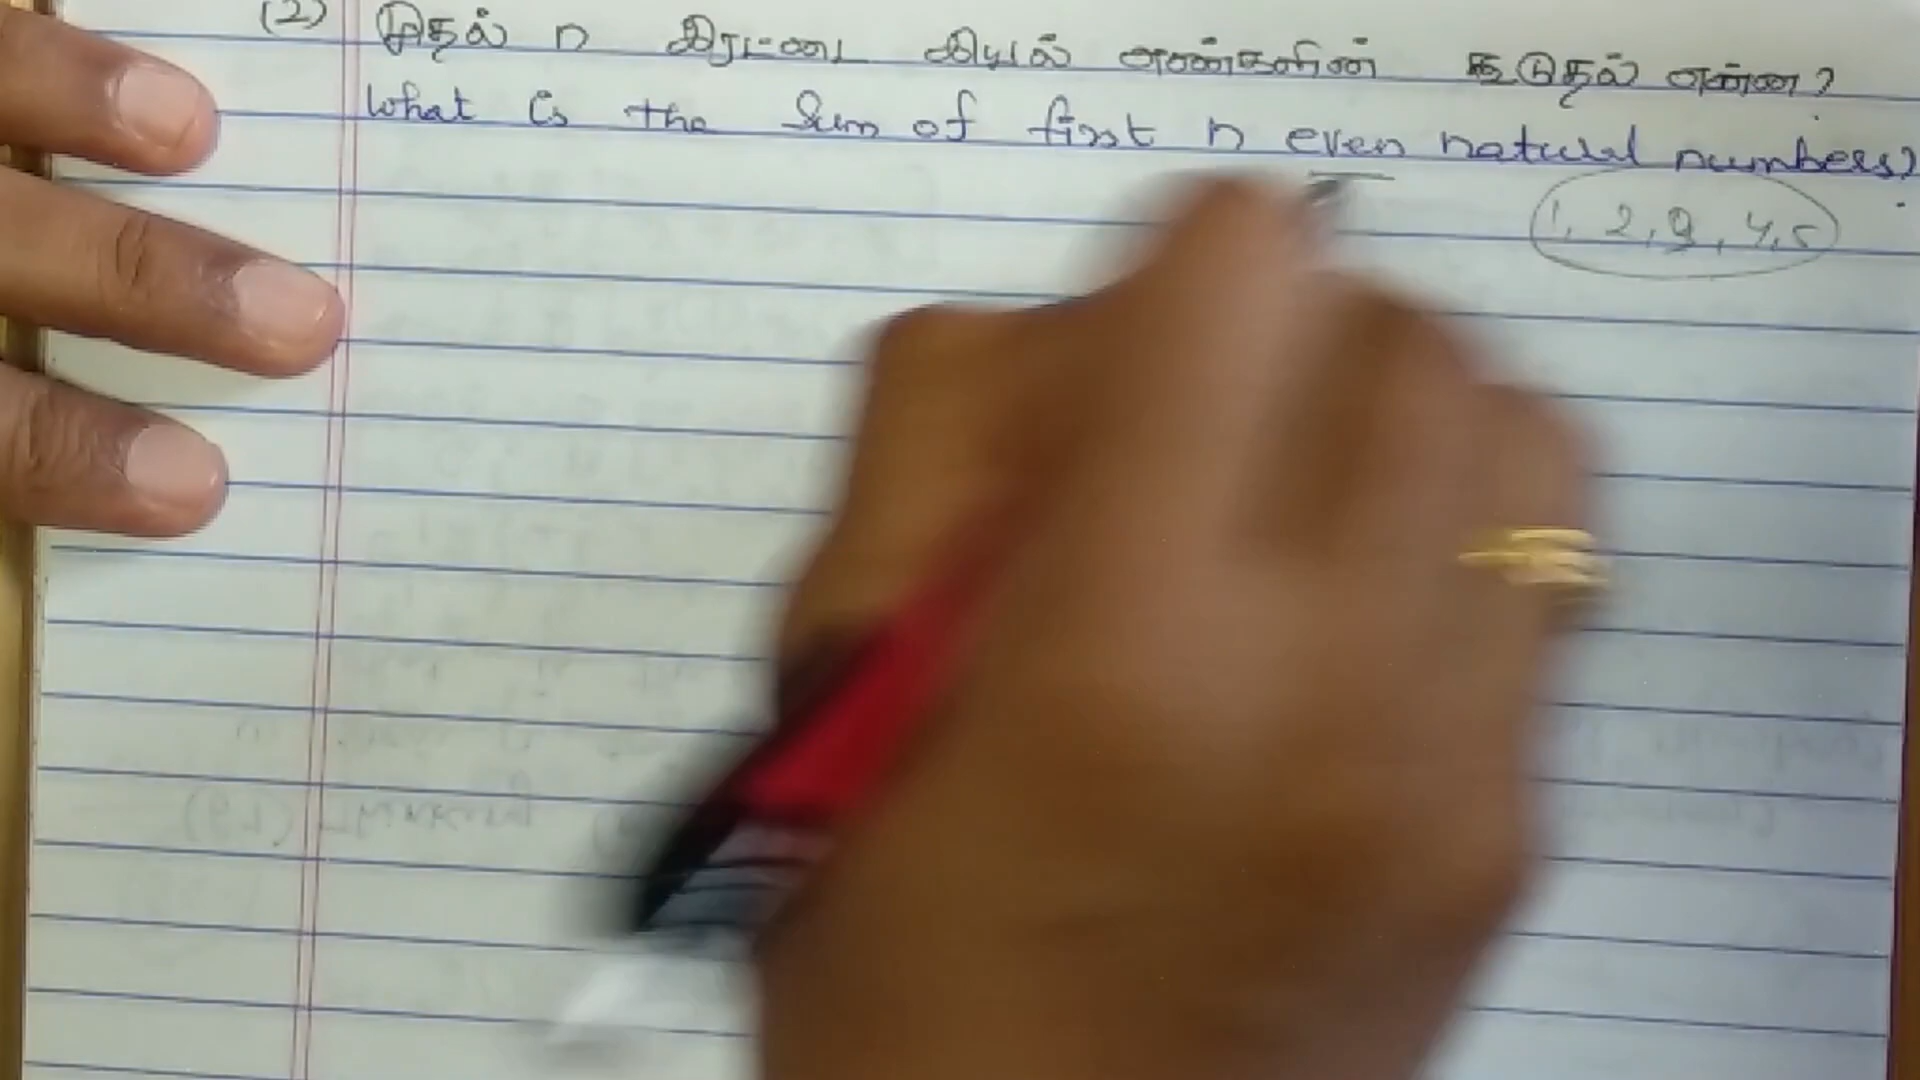 (2) முதல் n இரட்டை இயல் எண்களின் கூடுதல் என்ன?
What is the Sum of first n even natural numbers?
1, 2, 3, 4, 5